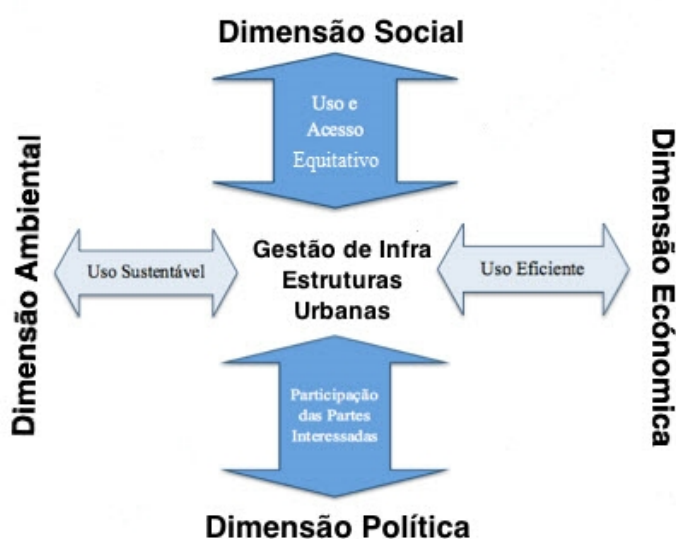 Dimensão Social
Uso e
Acesso
Equitativo
Dimensão Ambiental
Uso Sustentável
Gestão de Infra
Estruturas
Urbanas
Uso Eficiente
Dimensão Ecónomica
Participação
das Partes
Interessadas
Dimensão Política